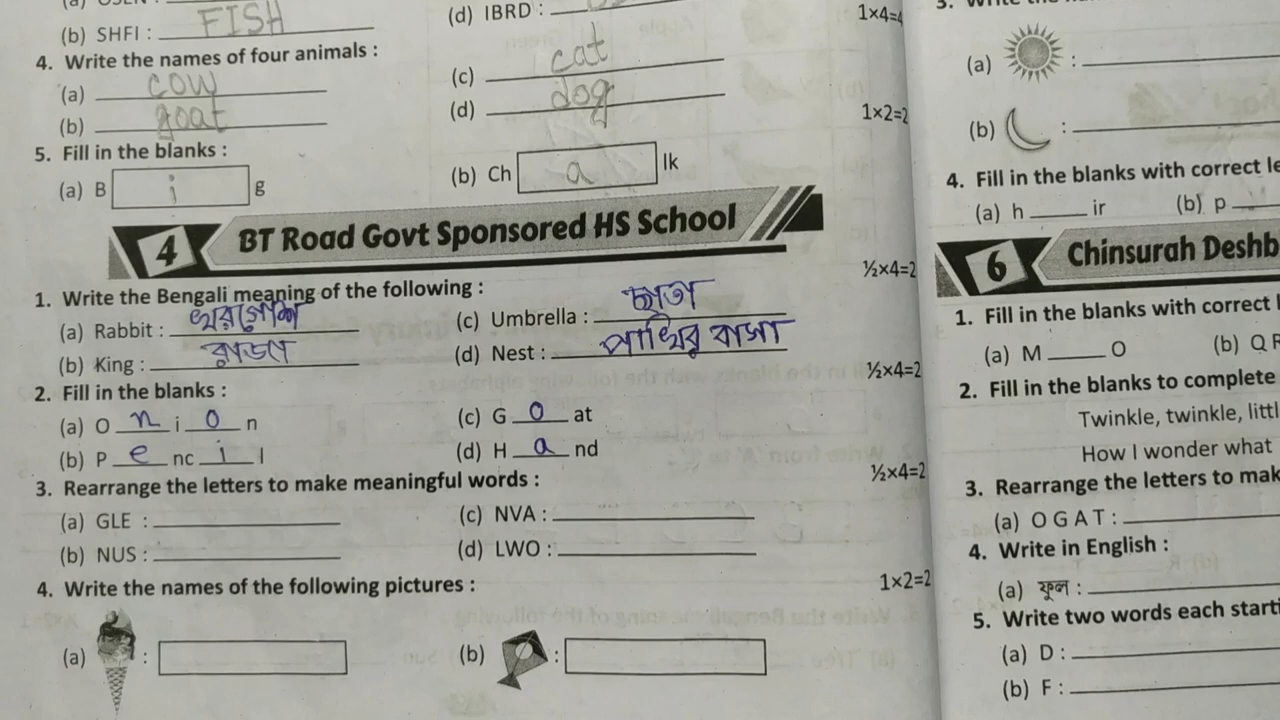 (b) SHFI : FISH
(d) IBRD :
1×4=4
4. Write the names of four animals :
(a) cow
(c) cat
(b) goat
(d) dog
1×2=2
5. Fill in the blanks :
(a) B i g
(b) Ch a lk
4 BT Road Govt Sponsored HS School
1. Write the Bengali meaning of the following :
½×4=2
(a) Rabbit : খরগোশ
(c) Umbrella : ছাতা
(b) King : রাজা
(d) Nest : পাখির বাসা
2. Fill in the blanks :
½×4=2
(a) O n i o n
(c) G o at
(b) P e nc i l
(d) H a nd
3. Rearrange the letters to make meaningful words :
½×4=2
(a) GLE :
(c) NVA :
(b) NUS :
(d) LWO :
4. Write the names of the following pictures :
1×2=2
(a) :
(b) :
(a) :
(b) :
4. Fill in the blanks with correct le
(a) h ir (b) p
6 Chinsurah Deshb
1. Fill in the blanks with correct
(a) M O (b) Q
2. Fill in the blanks to complete
Twinkle, twinkle, littl
How I wonder what
3. Rearrange the letters to mak
(a) O G A T :
4. Write in English :
(a) ফুল :
5. Write two words each starti
(a) D :
(b) F :